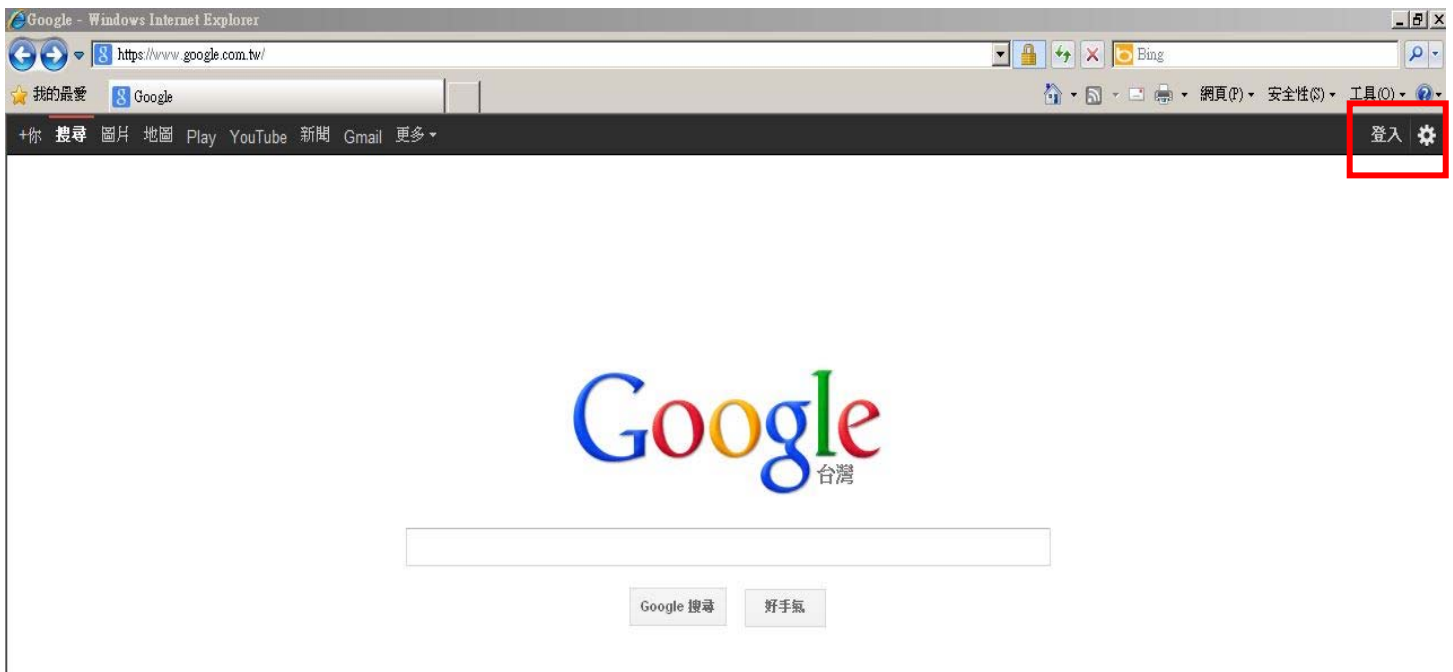 Google - Windows Internet Explorer
https://www.google.com.tw/ Bing
我的最愛 Google 網頁(P) 安全性(S) 工具(O)
+你 搜尋 圖片 地圖 Play YouTube 新聞 Gmail 更多 登入
Google
台灣
Google 搜尋 好手氣